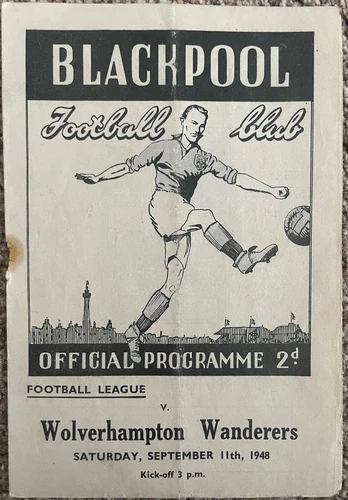 BLACKPOOL
Football Club
OFFICIAL PROGRAMME 2d
FOOTBALL LEAGUE
V.
Wolverhampton Wanderers
SATURDAY, SEPTEMBER 11th, 1948
Kick-off 3 p.m.